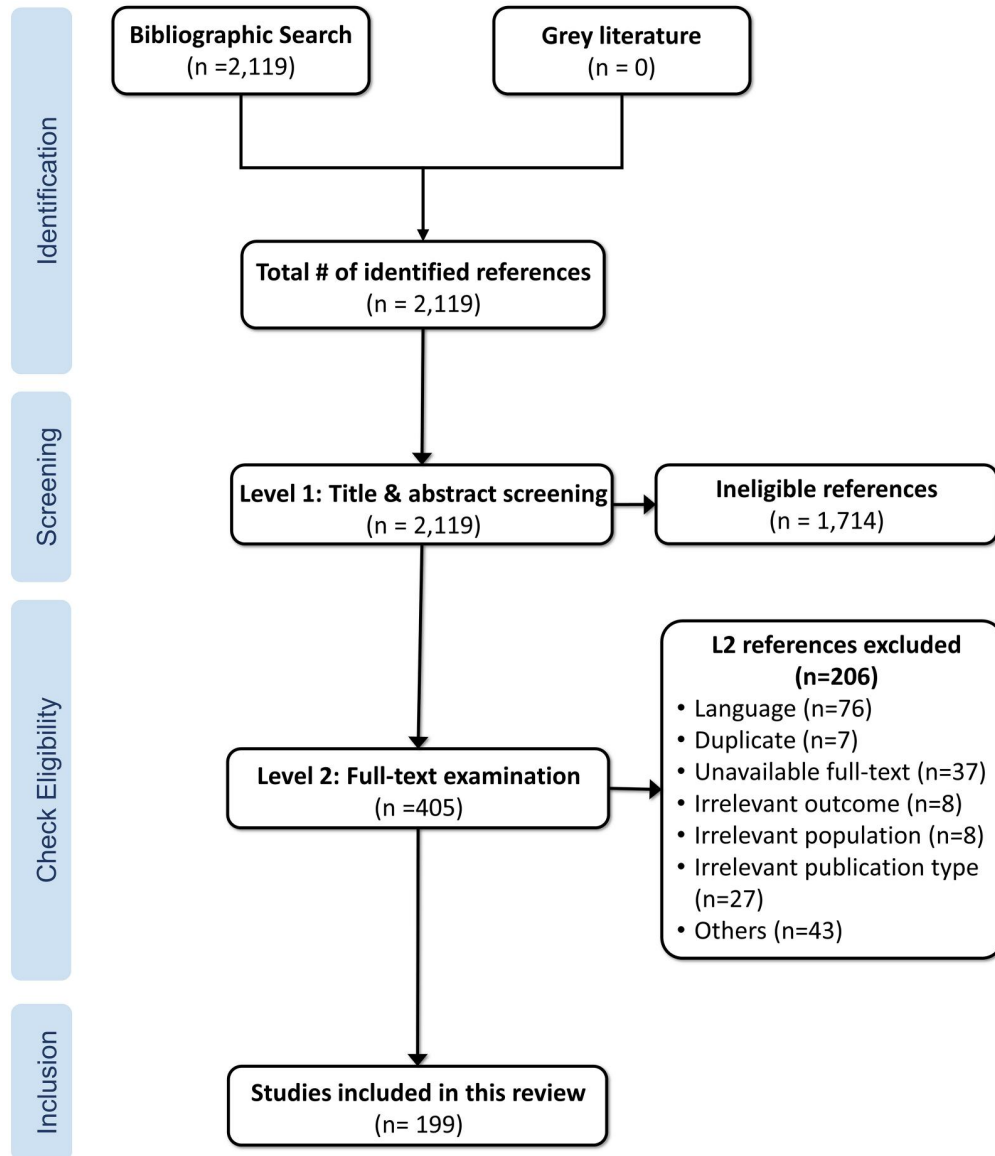 Identification
Bibliographic Search
(n =2,119)
Grey literature
(n = 0)
Total # of identified references
(n = 2,119)
Screening
Level 1: Title & abstract screening
(n = 2,119)
Ineligible references
(n = 1,714)
Check Eligibility
Level 2: Full-text examination
(n =405)
L2 references excluded
(n=206)
• Language (n=76)
• Duplicate (n=7)
• Unavailable full-text (n=37)
• Irrelevant outcome (n=8)
• Irrelevant population (n=8)
• Irrelevant publication type
(n=27)
• Others (n=43)
Inclusion
Studies included in this review
(n= 199)